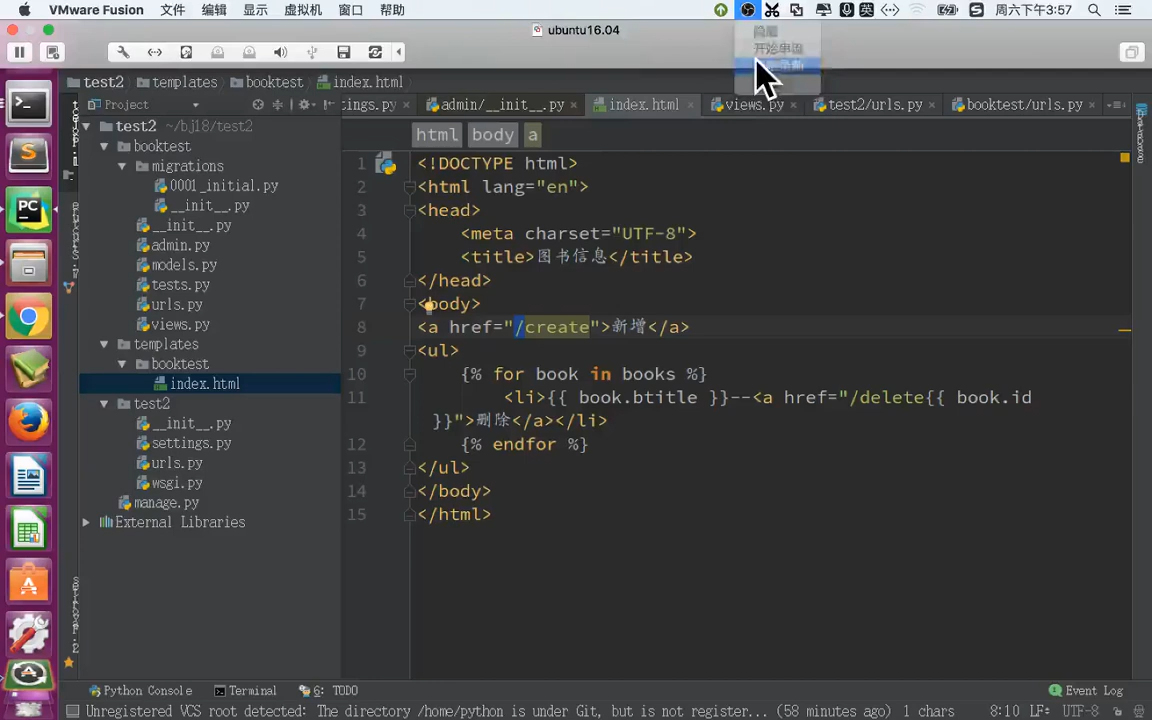 VMware Fusion 文件 编辑 显示 虚拟机 窗口 帮助 英 周六下午3:57
ubuntu16.04
隐藏
开始串流
test2 templates booktest index.html
Project
tings.py admin/__init__.py index.html views.py test2/urls.py booktest/urls.py
html body a
test2 ~/bj18/test2
booktest
migrations
0001_initial.py
__init__.py
__init__.py
admin.py
models.py
tests.py
urls.py
views.py
templates
booktest
index.html
test2
__init__.py
settings.py
urls.py
wsgi.py
manage.py
External Libraries
1 <!DOCTYPE html>
2 <html lang="en">
3 <head>
4 <meta charset="UTF-8">
5 <title>图书信息</title>
6 </head>
7 <body>
8 <a href="/create">新增</a>
9 <ul>
10 {% for book in books %}
11 <li>{{ book.btitle }}--<a href="/delete{{ book.id
}}">删除</a></li>
12 {% endfor %}
13 </ul>
14 </body>
15 </html>
Python Console Terminal 6: TODO Event Log
Unregistered VCS root detected: The directory /home/python is under Git, but is not register... (58 minutes ago) 1 chars 8:10 LF÷ UTF-8